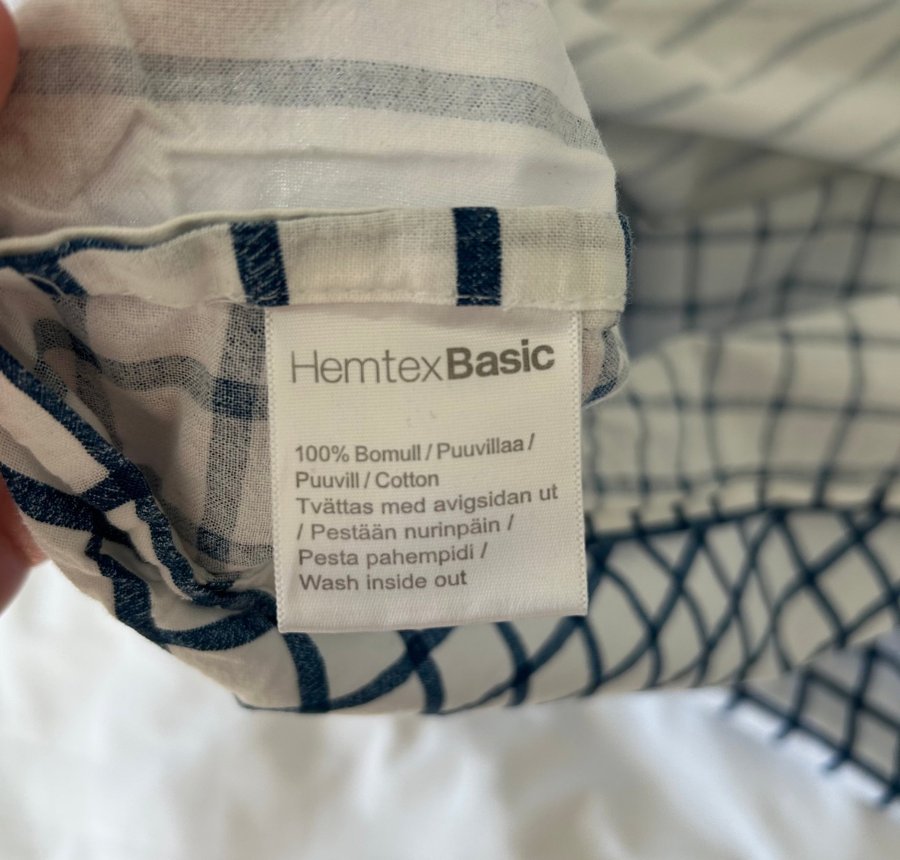 HemtexBasic
100% Bomull / Puuvillaa /
Puuvill / Cotton
Tvättas med avigsidan ut
/ Pestään nurinpäin /
Pesta pahempidi /
Wash inside out